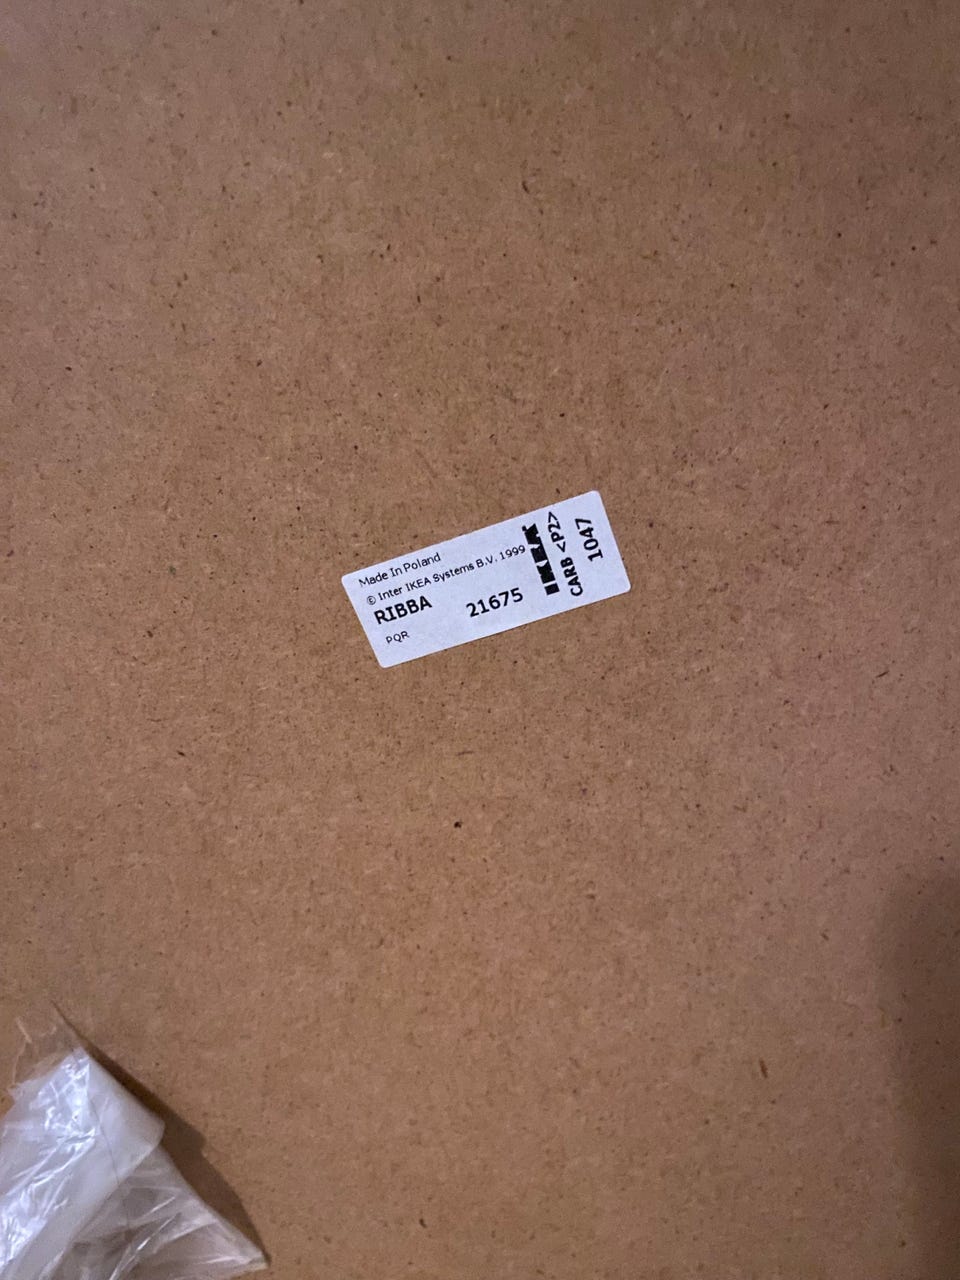 Made In Poland
© Inter IKEA Systems B.V. 1999
RIBBA 21675
PQR
IKEA
CARB <P2>
1047